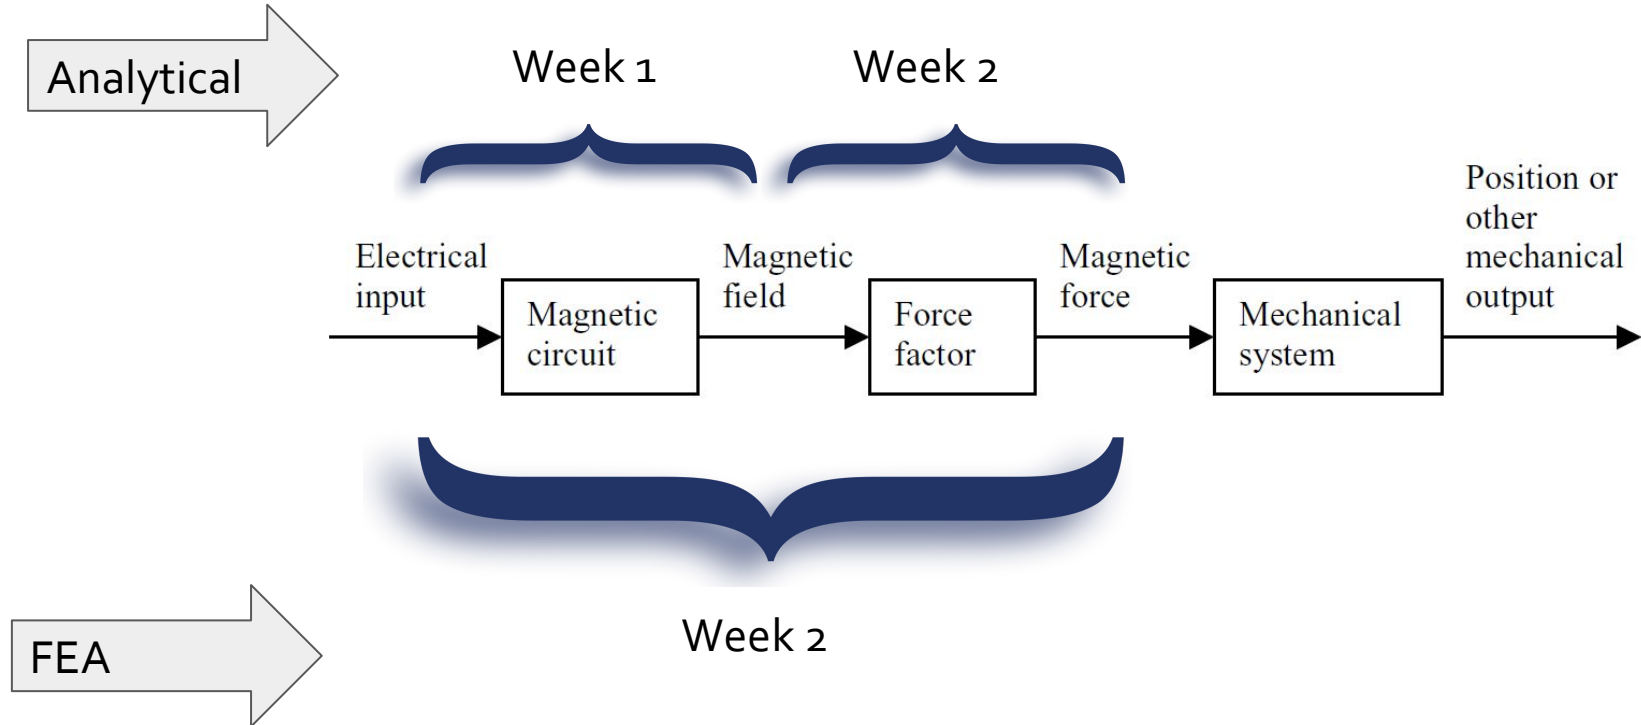 Analytical
Week 1
Week 2
Electrical
input
Magnetic
circuit
Magnetic
field
Force
factor
Magnetic
force
Mechanical
system
Position or
other
mechanical
output
FEA
Week 2